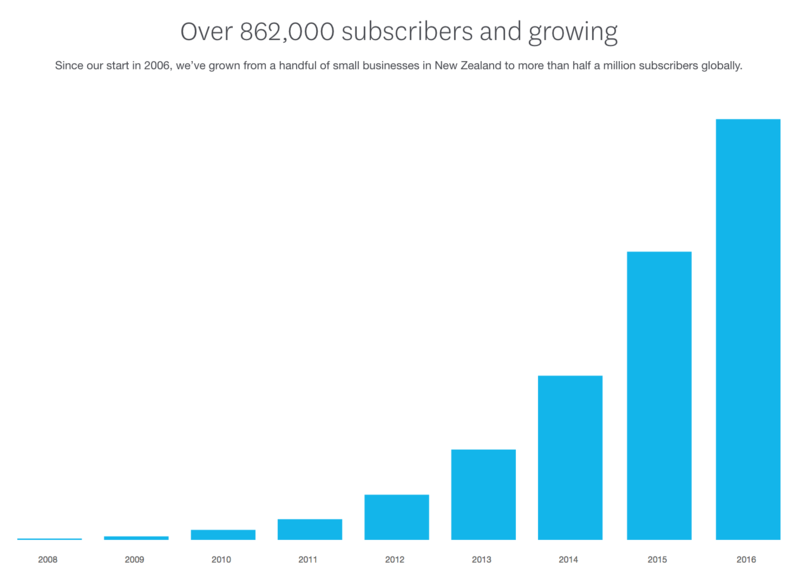 Over 862,000 subscribers and growing
Since our start in 2006, we've grown from a handful of small businesses in New Zealand to more than half a million subscribers globally.
2008 2009 2010 2011 2012 2013 2014 2015 2016